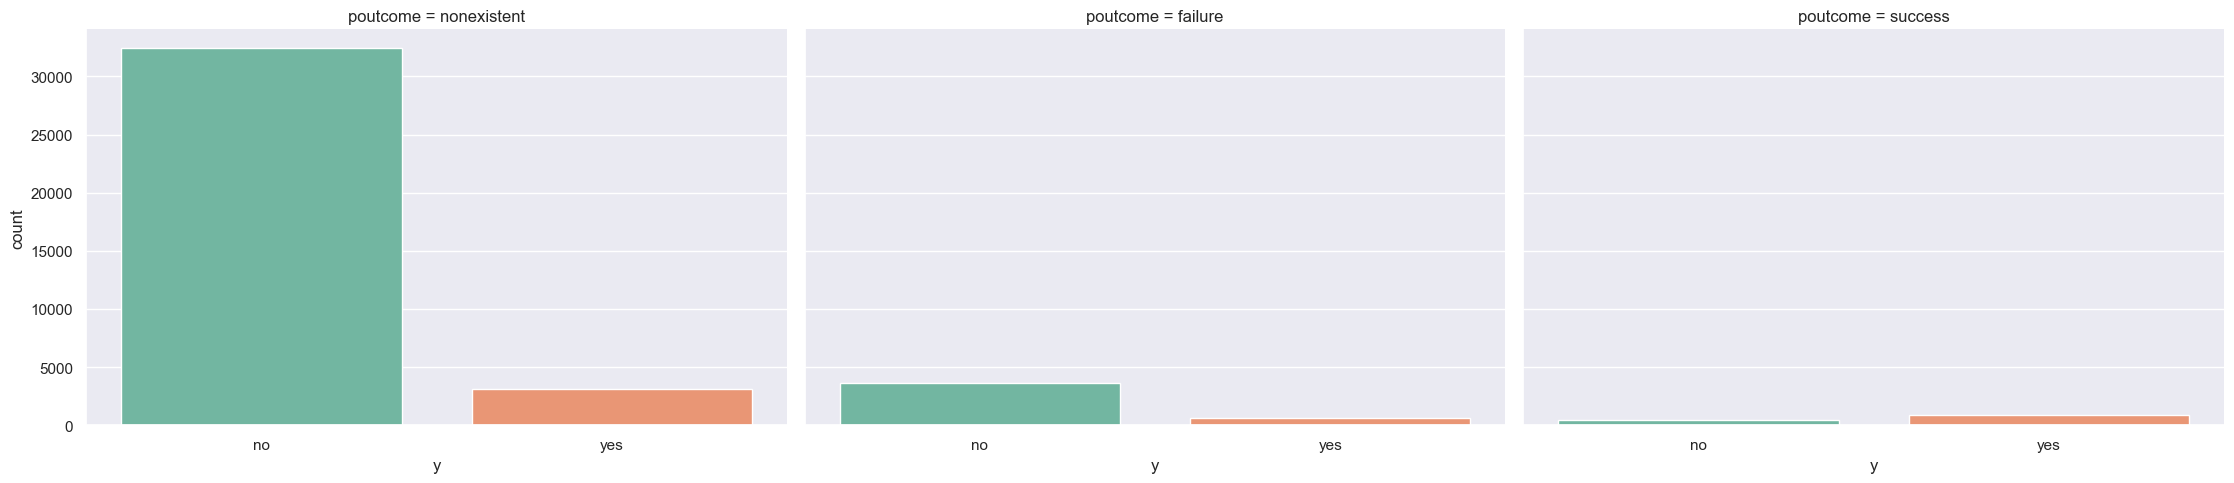 poutcome = nonexistent
poutcome = failure
poutcome = success
count
30000
25000
20000
15000
10000
5000
0
no yes
no yes
no yes
y
y
y